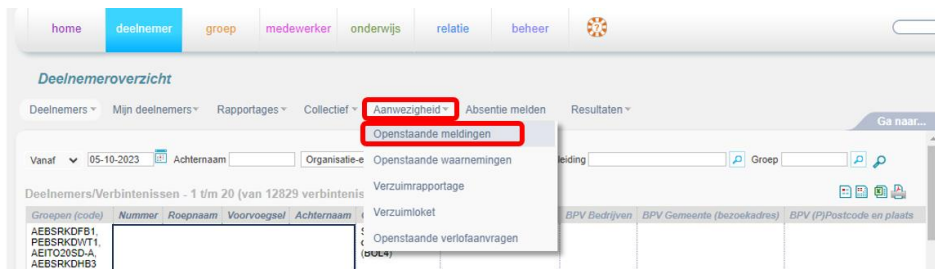 home deelnemer groep medewerker onderwijs relatie beheer
Deelnemeroverzicht
Deelnemers Mijn deelnemers Rapportages Collectief Aanwezigheid Absentie melden Resultaten
Ga naar...
Openstaande meldingen
Vanaf 05-10-2023 Achternaam Organisatie-e Openstaande waarnemingen leiding Groep
Verzuimrapportage
Deelnemers/Verbintenissen - 1 t/m 20 (van 12829 verbintenis
Verzuimloket
Groepen (code) Nummer Roepnaam Voorvoegsel Achternaam BPV Bedrijven BPV Gemeente (bezoekadres) BPV (P)Postcode en plaats
AEBSRKDFB1,
PEBSRKDWT1,
Openstaande verlofaanvragen
AEITO20SD-A, (BOL4)
AEBSRKDHB3